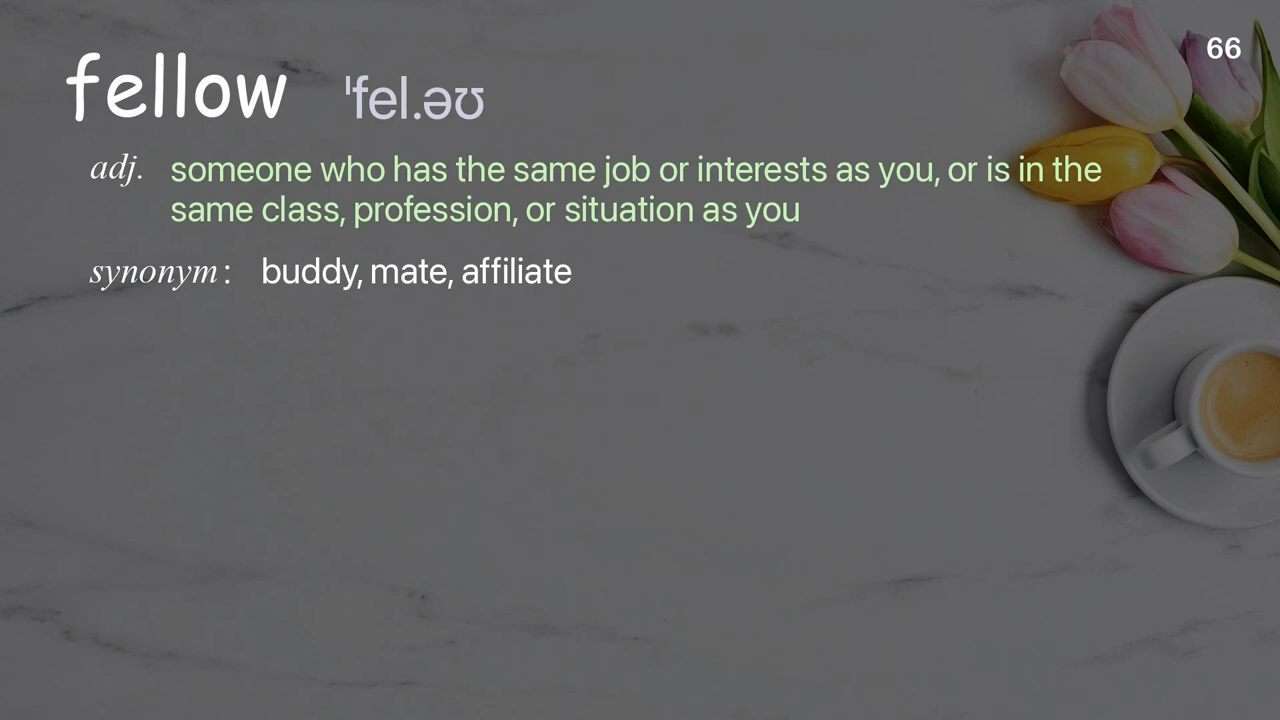 66
fellow ˈfel.əʊ
adj. someone who has the same job or interests as you, or is in the
same class, profession, or situation as you
synonym : buddy, mate, affiliate